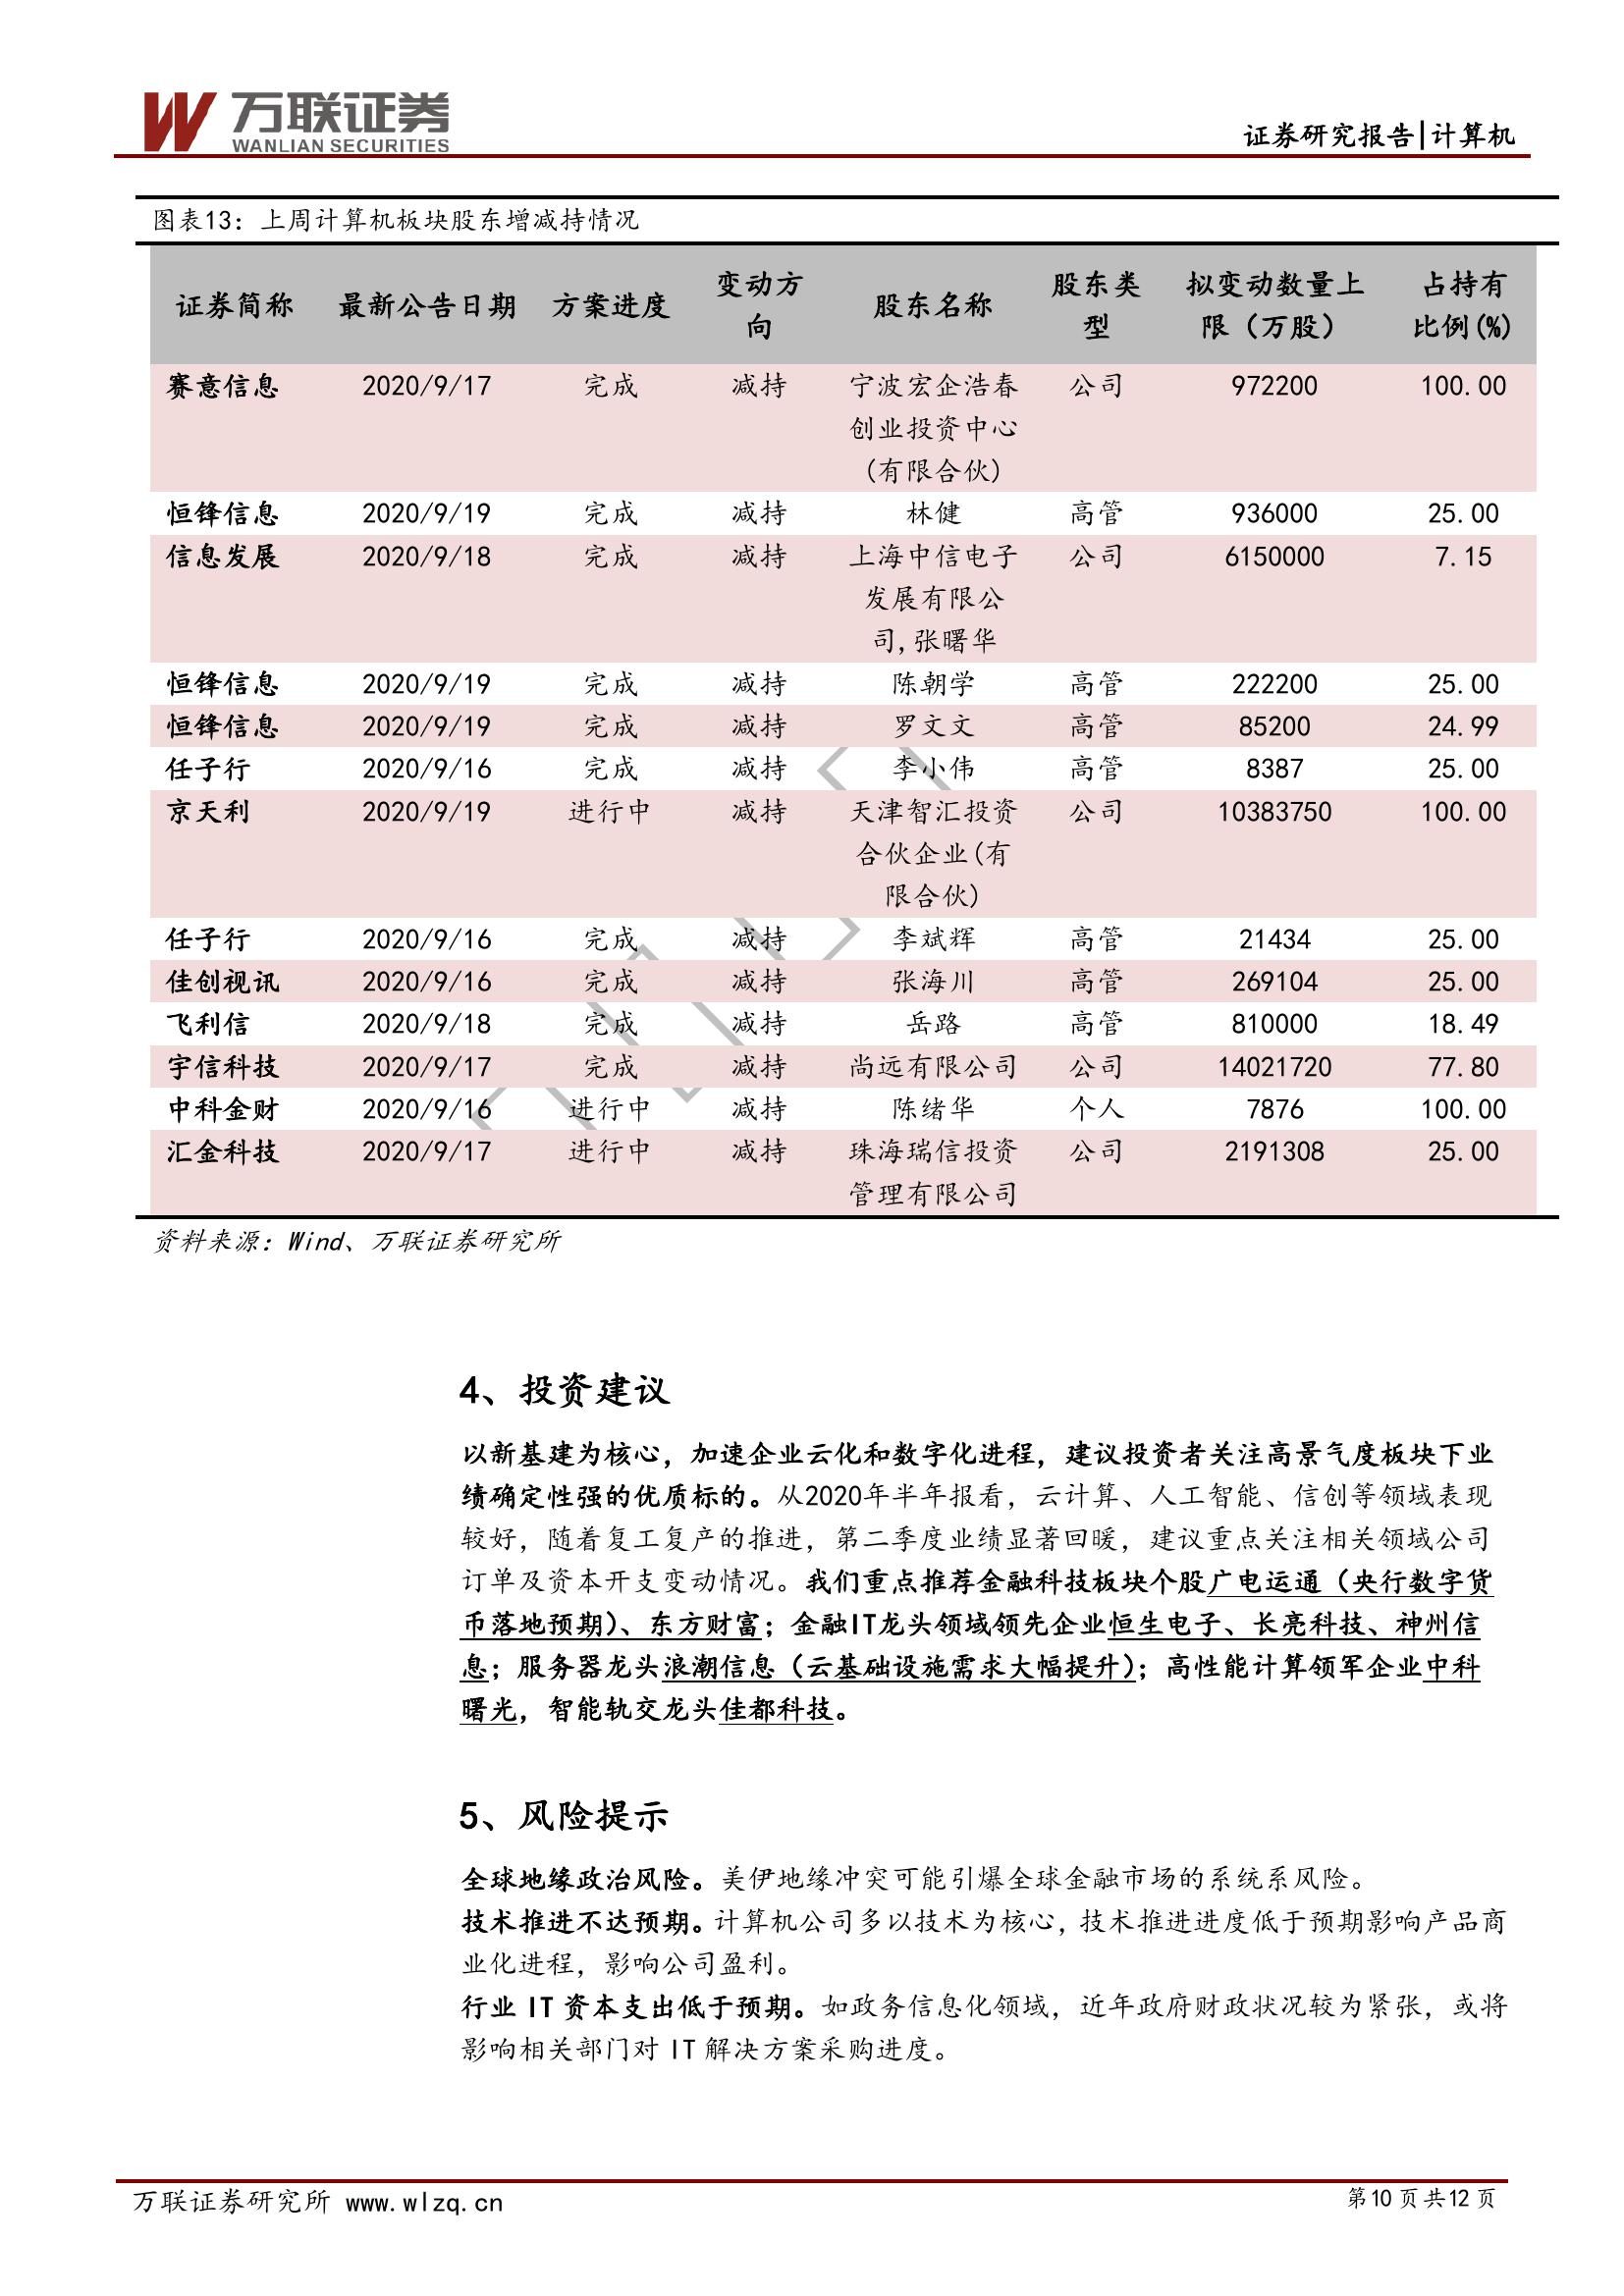 万联证券
WANLIAN SECURITIES
证券研究报告|计算机
图表13：上周计算机板块股东增减持情况
证券简称 最新公告日期 方案进度 变动方向 股东名称 股东类型 拟变动数量上限（万股） 占持有比例(%)
赛意信息 2020/9/17 完成 减持 宁波宏企浩春 公司 972200 100.00
创业投资中心
(有限合伙)
恒锋信息 2020/9/19 完成 减持 林健 高管 936000 25.00
信息发展 2020/9/18 完成 减持 上海中信电子 公司 6150000 7.15
发展有限公
司,张曙华
恒锋信息 2020/9/19 完成 减持 陈朝学 高管 222200 25.00
恒锋信息 2020/9/19 完成 减持 罗文文 高管 85200 24.99
任子行 2020/9/16 完成 减持 李小伟 高管 8387 25.00
京天利 2020/9/19 进行中 减持 天津智汇投资 公司 10383750 100.00
合伙企业(有
限合伙)
任子行 2020/9/16 完成 减持 李斌辉 高管 21434 25.00
佳创视讯 2020/9/16 完成 减持 张海川 高管 269104 25.00
飞利信 2020/9/18 完成 减持 岳路 高管 810000 18.49
宇信科技 2020/9/17 完成 减持 尚远有限公司 公司 14021720 77.80
中科金财 2020/9/16 进行中 减持 陈绪华 个人 7876 100.00
汇金科技 2020/9/17 进行中 减持 珠海瑞信投资 公司 2191308 25.00
管理有限公司
资料来源：Wind、万联证券研究所
4、投资建议
以新基建为核心，加速企业云化和数字化进程，建议投资者关注高景气度板块下业
绩确定性强的优质标的。从2020年半年报看，云计算、人工智能、信创等领域表现
较好，随着复工复产的推进，第二季度业绩显著回暖，建议重点关注相关领域公司
订单及资本开支变动情况。我们重点推荐金融科技板块个股广电运通（央行数字货
币落地预期）、东方财富；金融IT龙头领域领先企业恒生电子、长亮科技、神州信
息；服务器龙头浪潮信息（云基础设施需求大幅提升）；高性能计算领军企业中科
曙光，智能轨交龙头佳都科技。
5、风险提示
全球地缘政治风险。美伊地缘冲突可能引爆全球金融市场的系统系风险。
技术推进不达预期。计算机公司多以技术为核心，技术推进进度低于预期影响产品商
业化进程，影响公司盈利。
行业 IT 资本支出低于预期。如政务信息化领域，近年政府财政状况较为紧张，或将
影响相关部门对 IT 解决方案采购进度。
万联证券研究所 www.wlzq.cn
第10页共12页